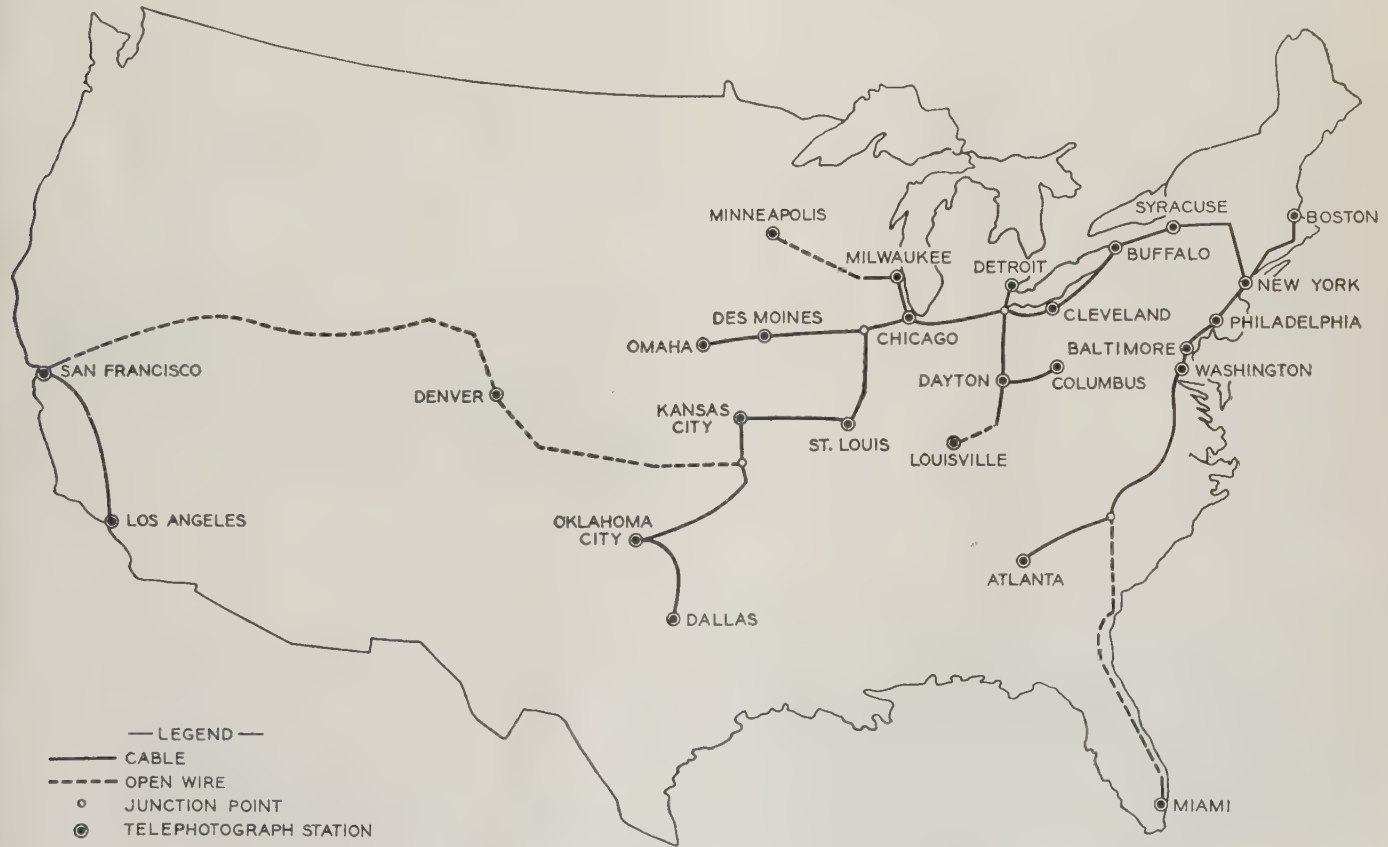 SYRACUSE
MINNEAPOLIS
BOSTON
MILWAUKEE
DETROIT
BUFFALO
NEW YORK
DES MOINES
CLEVELAND
PHILADELPHIA
OMAHA
CHICAGO
BALTIMORE
SAN FRANCISCO
WASHINGTON
DENVER
DAYTON
COLUMBUS
KANSAS
CITY
ST. LOUIS
LOUISVILLE
LOS ANGELES
OKLAHOMA
CITY
ATLANTA
DALLAS
— LEGEND —
CABLE
OPEN WIRE
JUNCTION POINT
TELEPHOTOGRAPH STATION
MIAMI